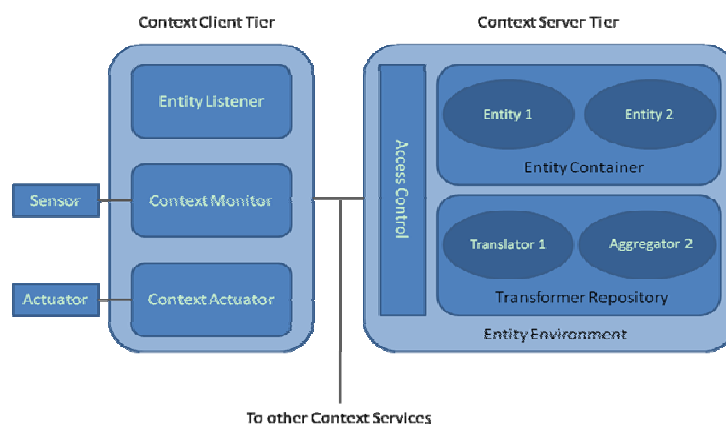 Context Client Tier
Context Server Tier
Entity Listener
Sensor
Context Monitor
Actuator
Context Actuator
Access Control
Entity 1
Entity 2
Entity Container
Translator 1
Aggregator 2
Transformer Repository
Entity Environment
To other Context Services